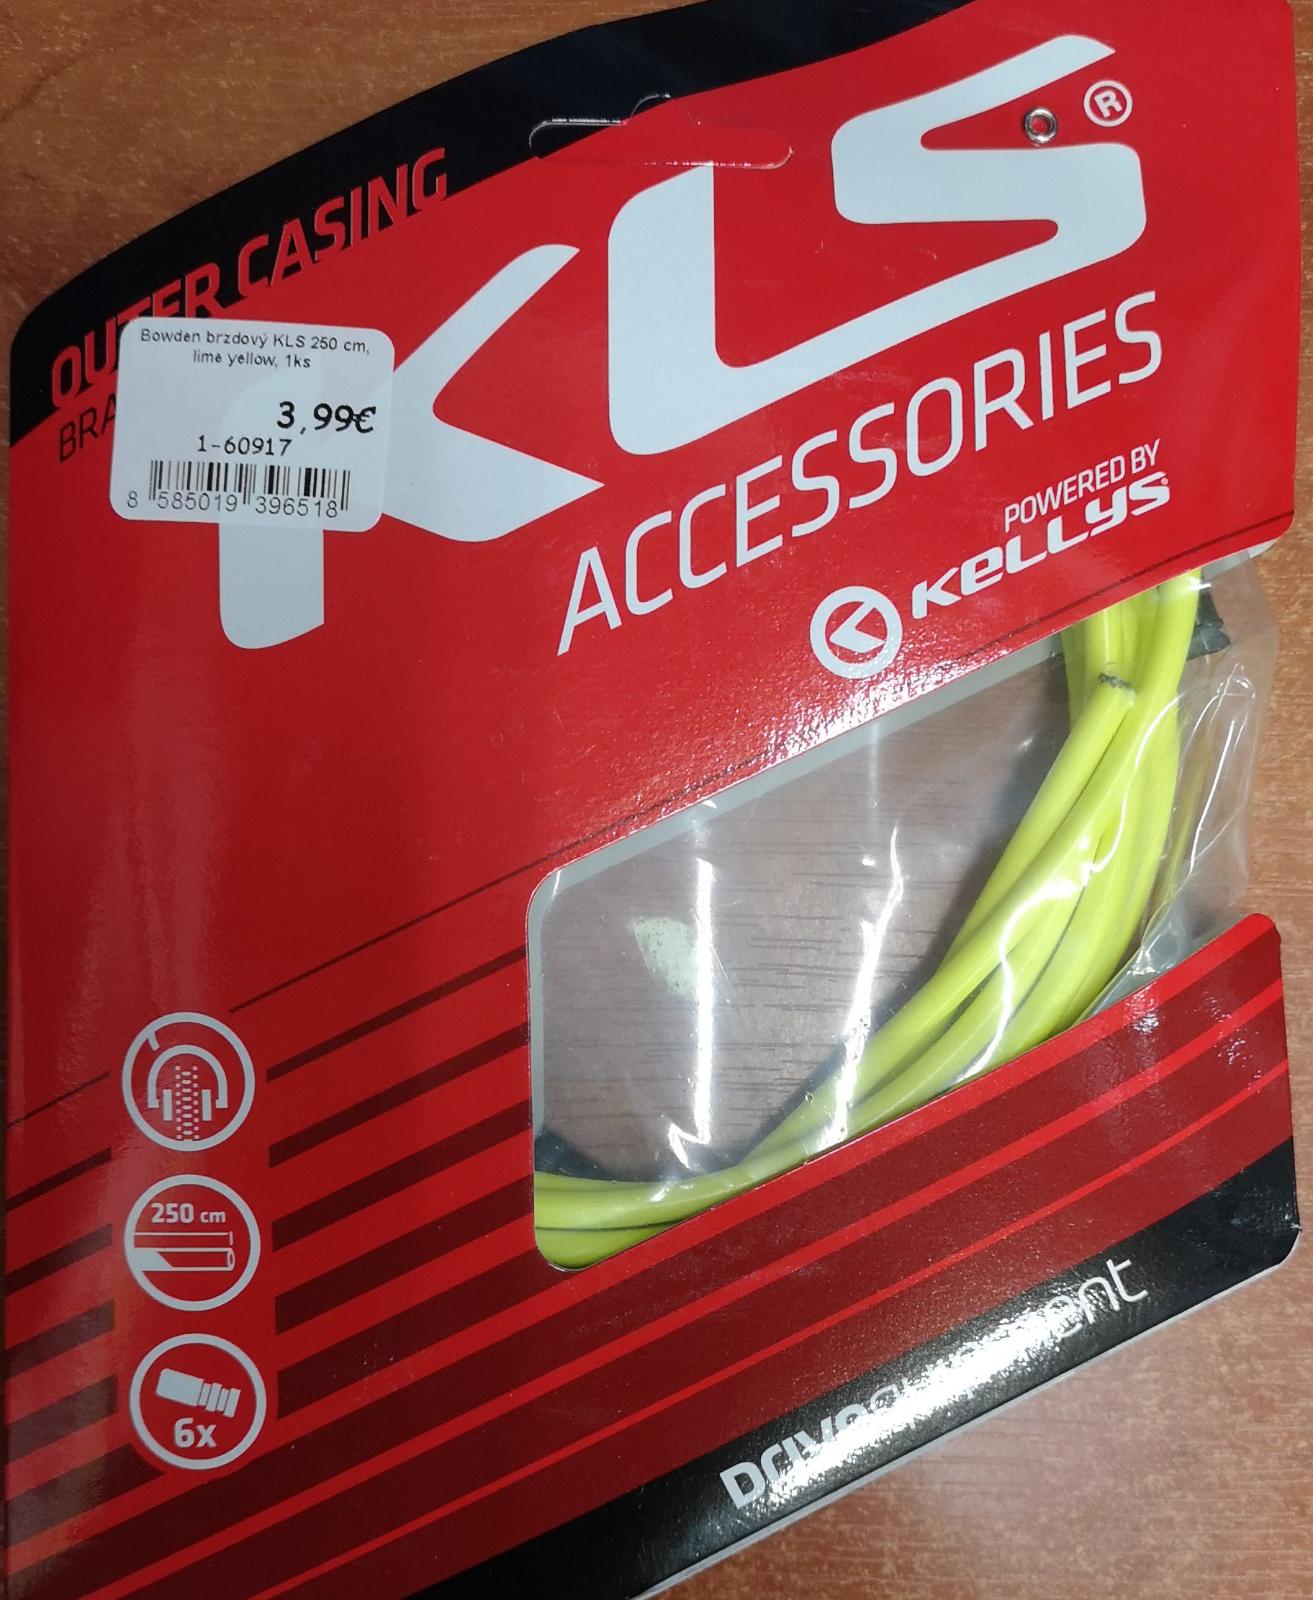 OUTER CASING
KLS®
Bowden brzdový KLS 250 cm,
lime yellow, 1ks
3,99€
1-60917
8 585019 396518
ACCESSORIES
POWERED BY
KELLYS
250 cm
6x